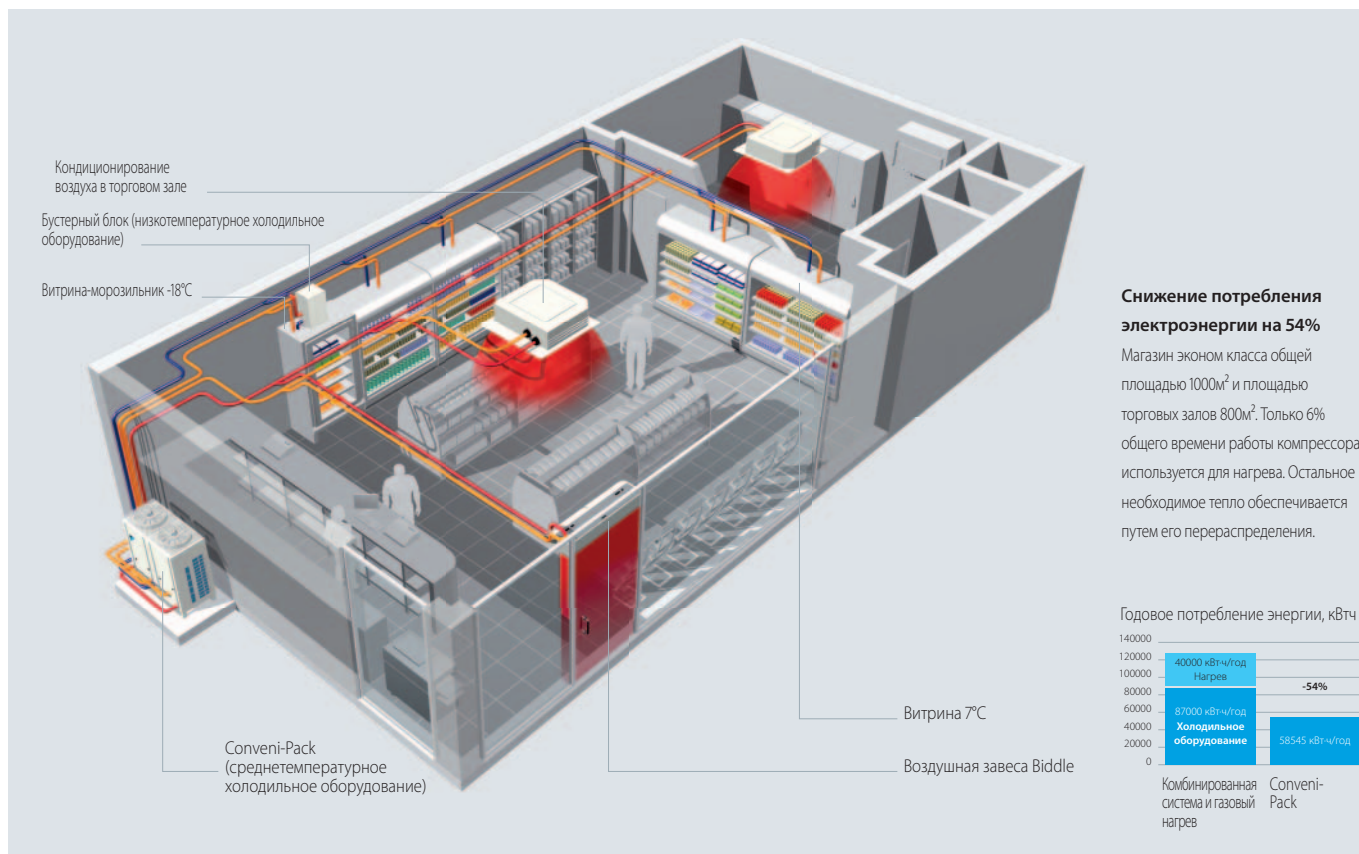 Кондиционирование
воздуха в торговом зале
Бустерный блок (низкотемпературное холодильное
оборудование)
Витрина-морозильник -18°C
Conveni-Pack
(среднетемпературное
холодильное оборудование)
Витрина 7°C
Воздушная завеса Biddle
Снижение потребления
электроэнергии на 54%
Магазин эконом класса общей
площадью 1000м² и площадью
торговых залов 800м². Только 6%
общего времени работы компрессора
используется для нагрева. Остальное
необходимое тепло обеспечивается
путем его перераспределения.
Годовое потребление энергии, кВтч
140000
120000
100000
80000
60000
40000
20000
0
40000 кВт·ч/год
Нагрев
87000 кВт·ч/год
Холодильное
оборудование
-54%
58545 кВт·ч/год
Комбинированная
система и газовый
нагрев
Conveni-
Pack